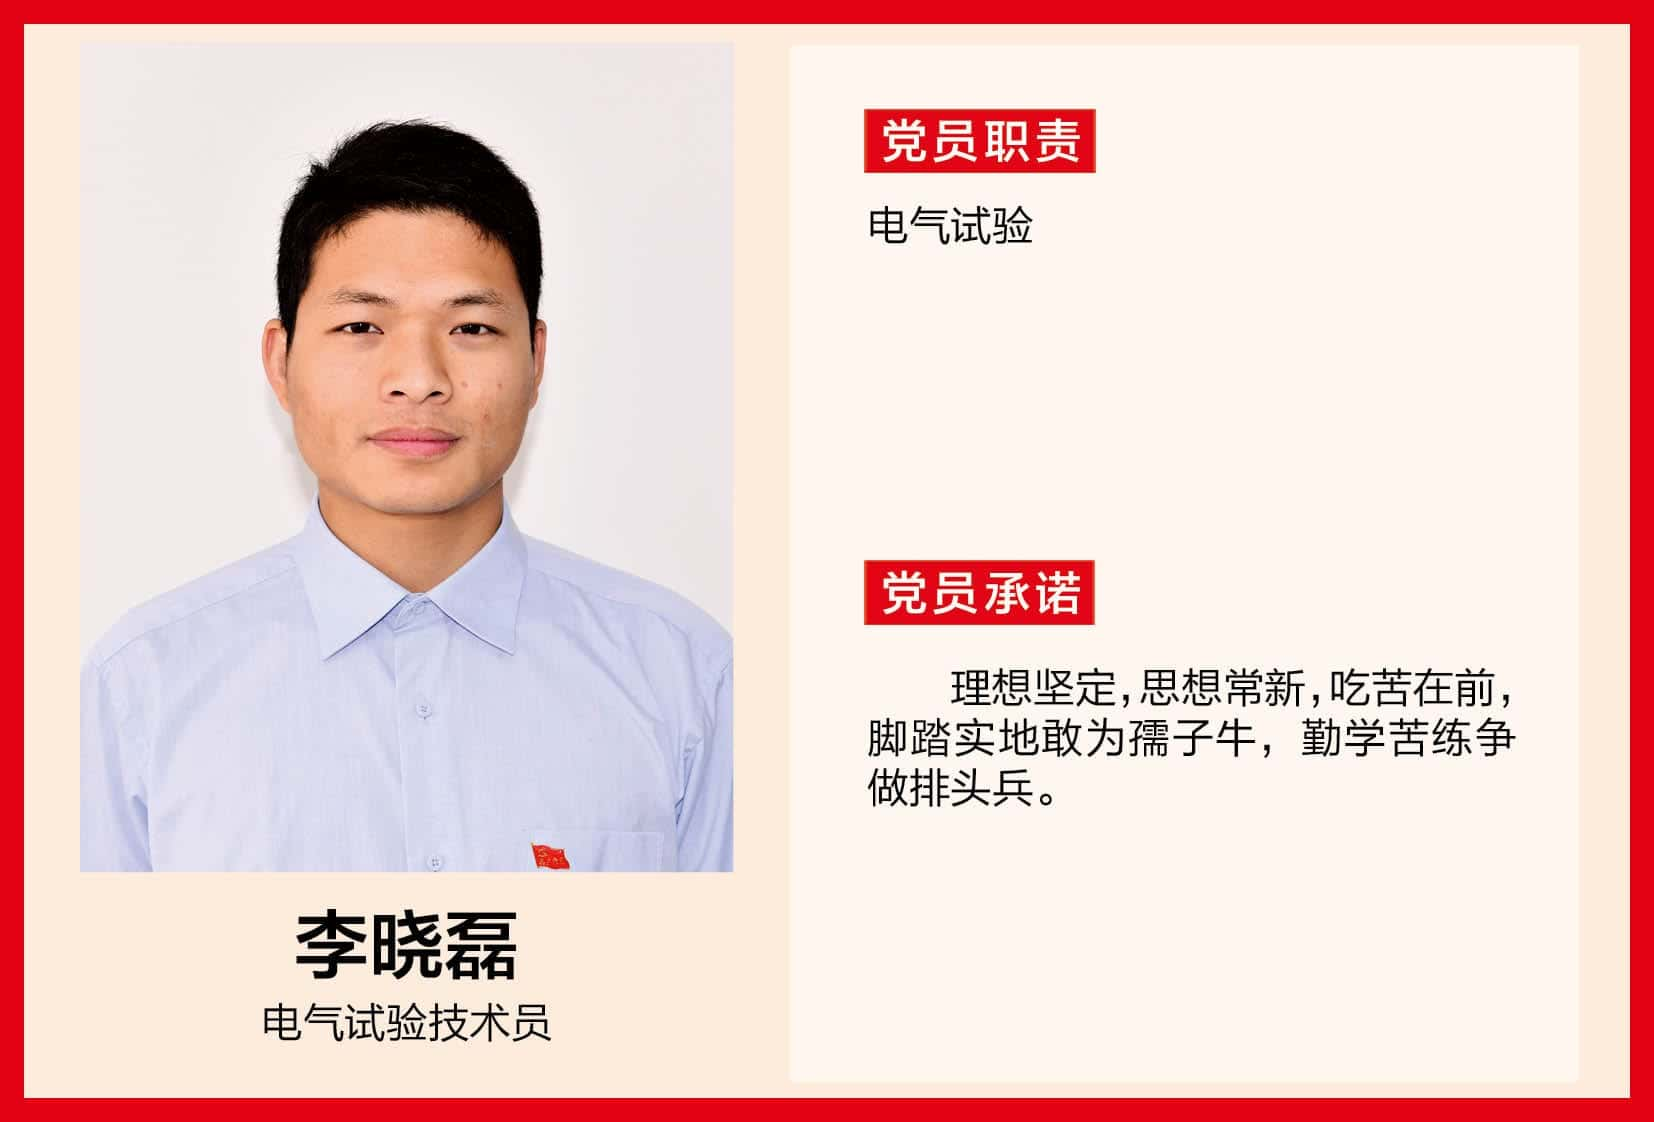 李晓磊
电气试验技术员
党员职责
电气试验
党员承诺
理想坚定，思想常新，吃苦在前，
脚踏实地敢为孺子牛，勤学苦练争
做排头兵。